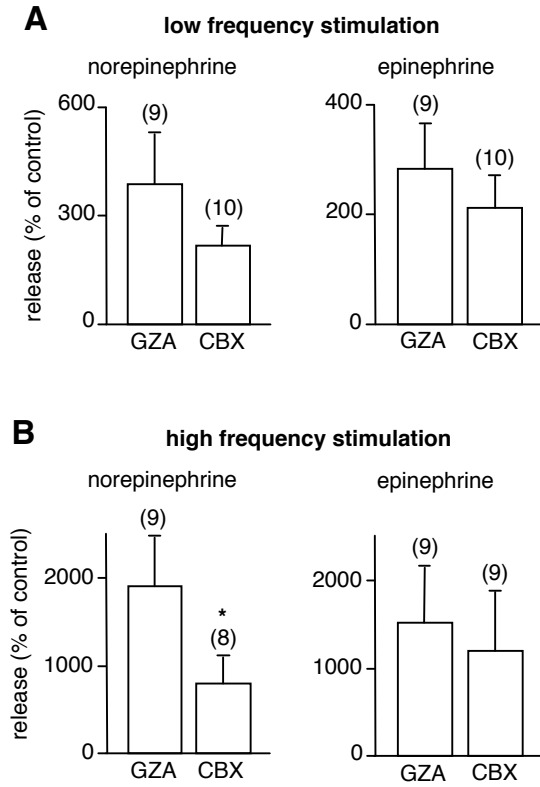 A
low frequency stimulation
norepinephrine
epinephrine
release (% of control)
600
300
0
(9)
(10)
GZA CBX
400
200
0
(9)
(10)
GZA CBX
B
high frequency stimulation
norepinephrine
epinephrine
release (% of control)
2000
1000
0
(9)
*
(8)
GZA CBX
2000
1000
0
(9)
(9)
GZA CBX